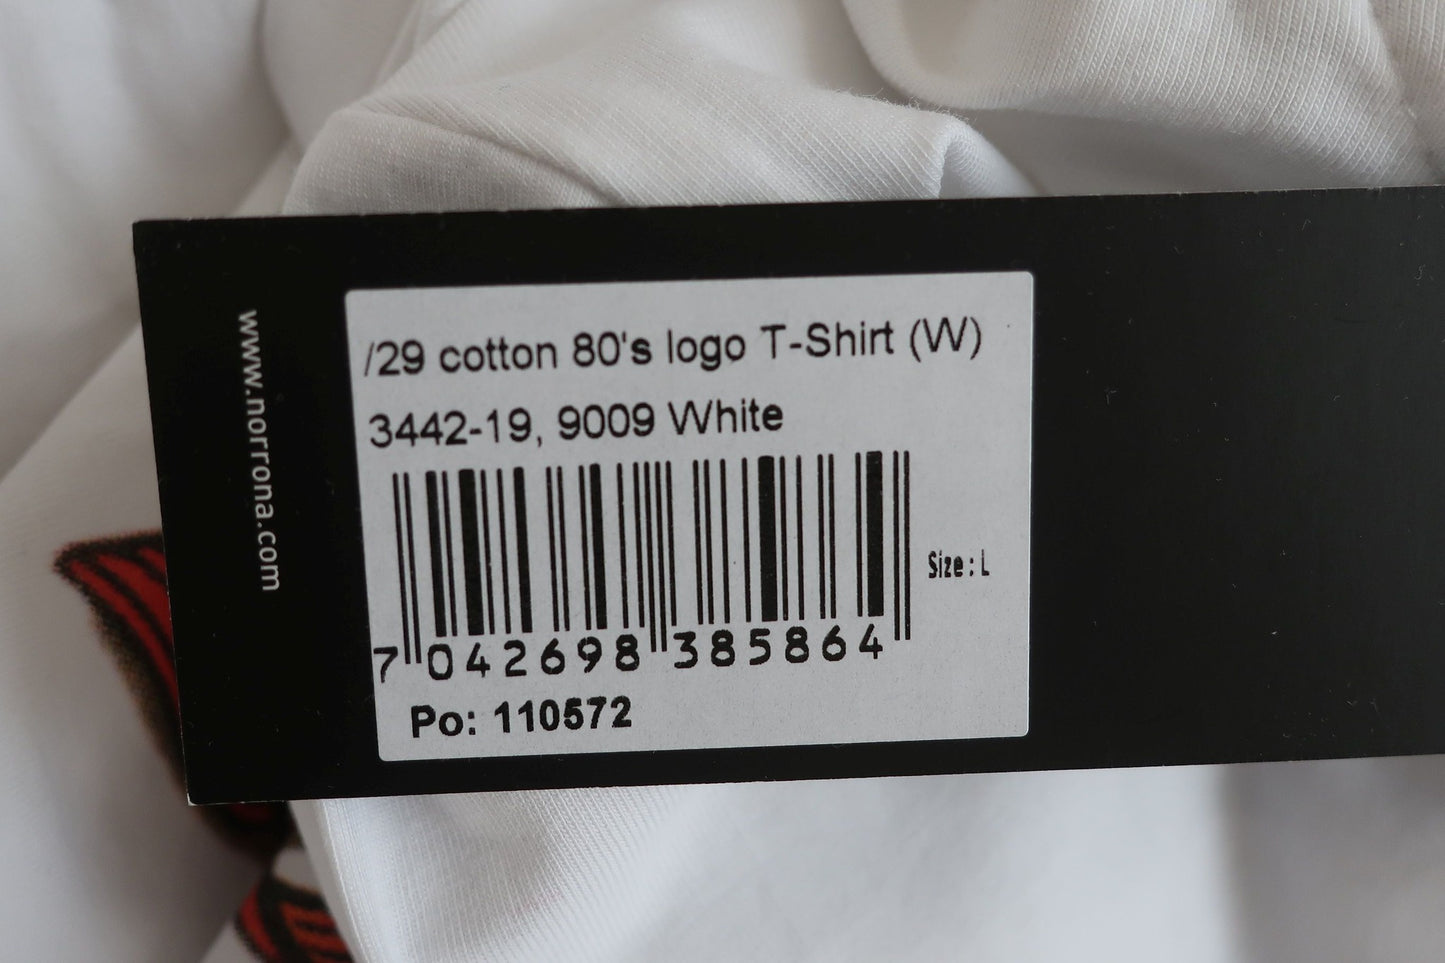 www.norrona.com
/29 cotton 80's logo T-Shirt (W)
3442-19, 9009 White
Size : L
7 042698 385864
Po: 110572